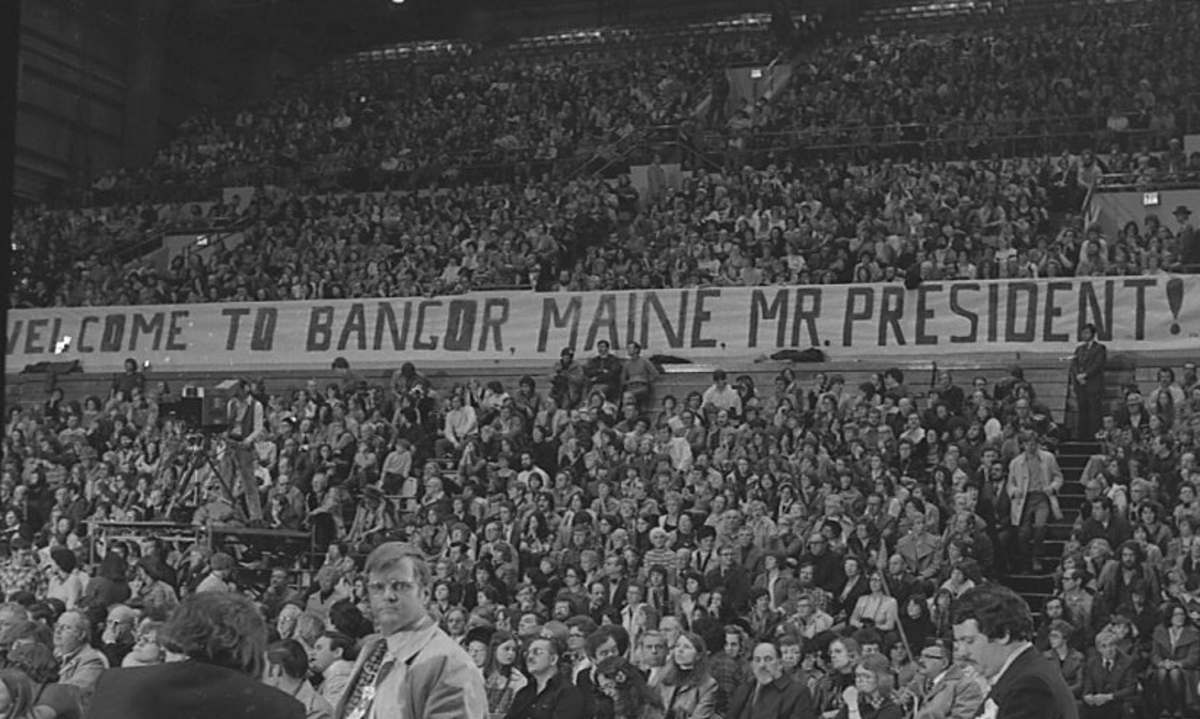 WELCOME TO BANGOR, MAINE, MR. PRESIDENT!